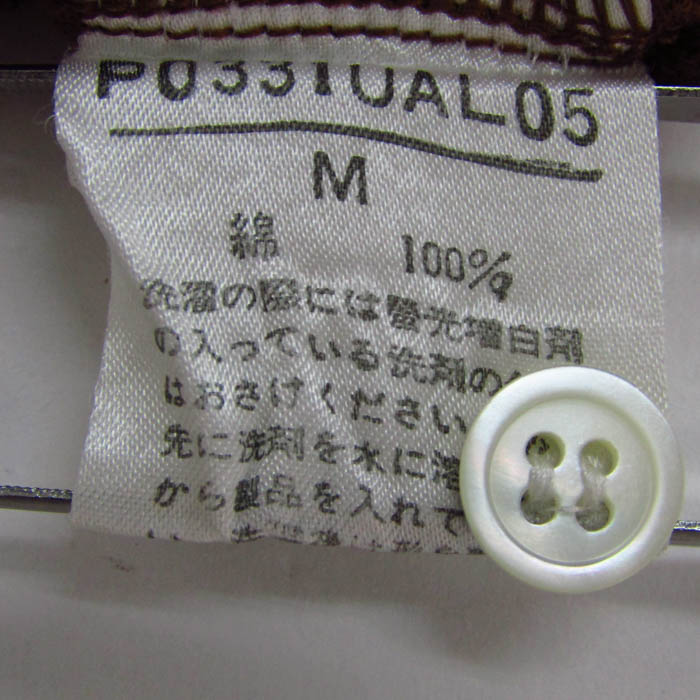 P0331UAL05
M
綿 100%
洗濯の際には蛍光増白剤
の入っている洗剤の
はおさけください
先に洗剤を水に溶
から製品を入れて